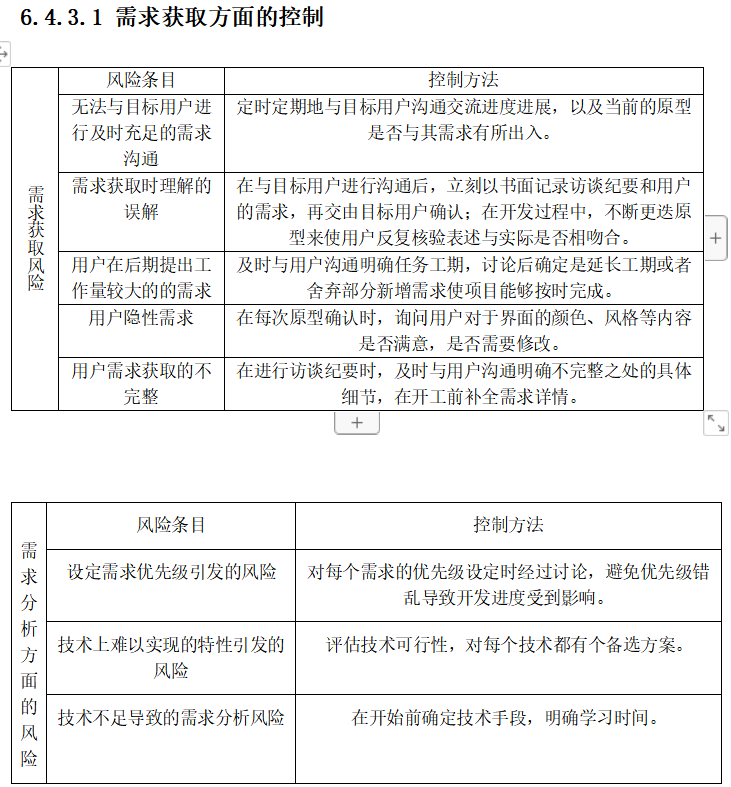 6.4.3.1 需求获取方面的控制
需求获取风险
风险条目
控制方法
无法与目标用户进
行及时充足的需求
沟通
定时定期地与目标用户沟通交流进度进展，以及当前的原型
是否与其需求有所出入。
需求获取时理解的
误解
在与目标用户进行沟通后，立刻以书面记录访谈纪要和用户
的需求，再交由目标用户确认；在开发过程中，不断更迭原
型来使用户反复核验表述与实际是否相吻合。
用户在后期提出工
作量较大的的需求
及时与用户沟通明确任务工期，讨论后确定是延长工期或者
舍弃部分新增需求使项目能够按时完成。
用户隐性需求
在每次原型确认时，询问用户对于界面的颜色、风格等内容
是否满意，是否需要修改。
用户需求获取的不
完整
在进行访谈纪要时，及时与用户沟通明确不完整之处的具体
细节，在开工前补全需求详情。
需求分析方面的风险
风险条目
控制方法
设定需求优先级引发的风险
对每个需求的优先级设定时经过讨论，避免优先级错
乱导致开发进度受到影响。
技术上难以实现的特性引发的
风险
评估技术可行性，对每个技术都有个备选方案。
技术不足导致的需求分析风险
在开始前确定技术手段，明确学习时间。